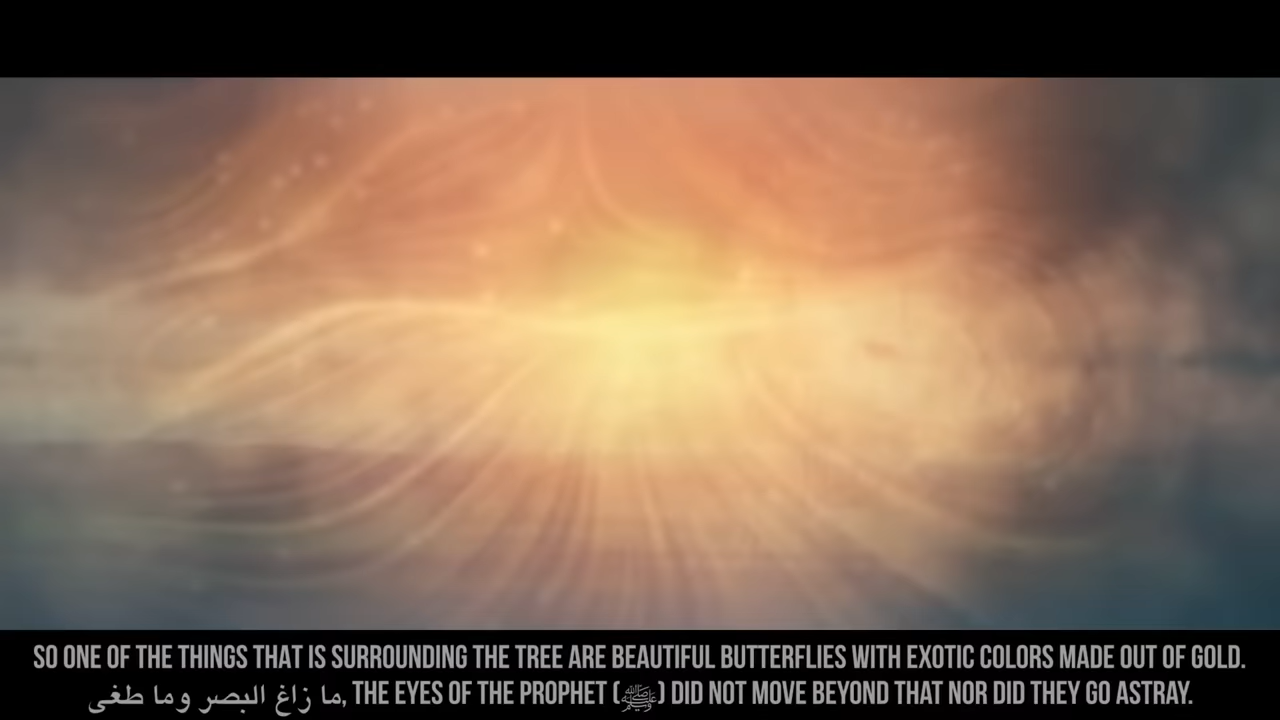 SO ONE OF THE THINGS THAT IS SURROUNDING THE TREE ARE BEAUTIFUL BUTTERFLIES WITH EXOTIC COLORS MADE OUT OF GOLD.
ما زاغ البصر وما طغى, THE EYES OF THE PROPHET (ﷺ) DID NOT MOVE BEYOND THAT NOR DID THEY GO ASTRAY.